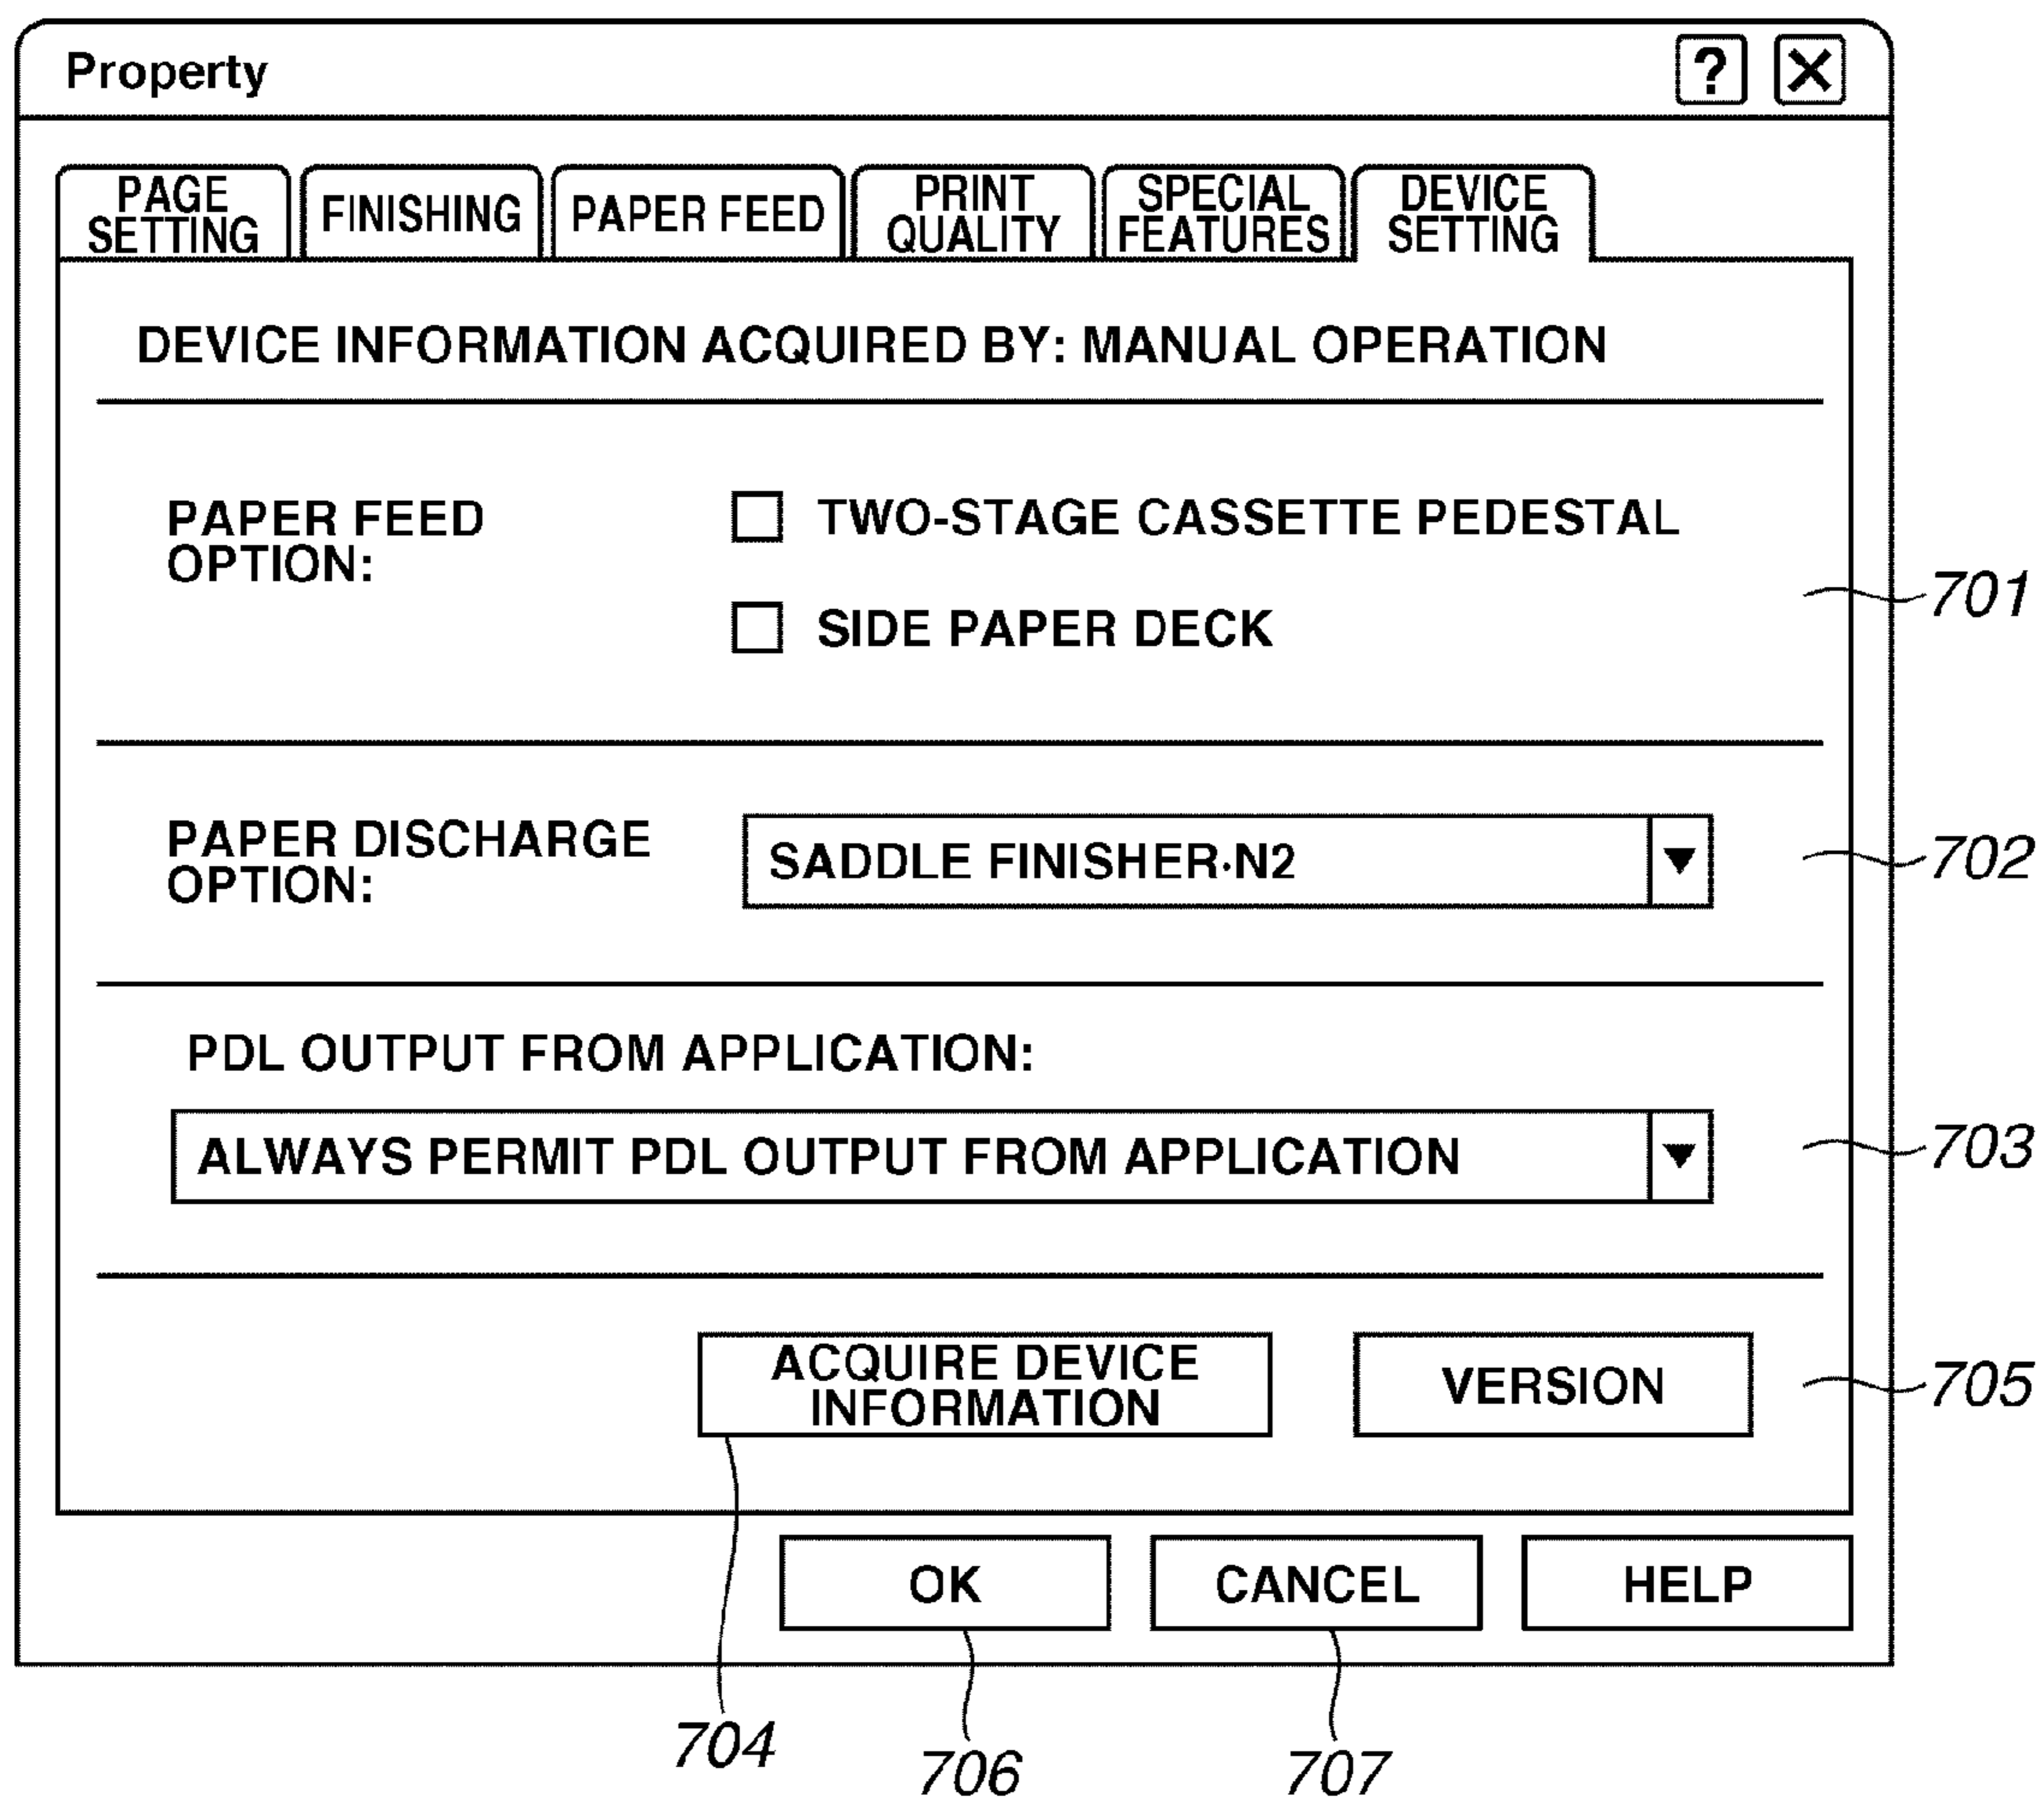 Property
?
PAGE
SETTING
FINISHING
PAPER FEED
PRINT
QUALITY
SPECIAL
FEATURES
DEVICE
SETTING
DEVICE INFORMATION ACQUIRED BY: MANUAL OPERATION
PAPER FEED
OPTION:
TWO-STAGE CASSETTE PEDESTAL
SIDE PAPER DECK
701
PAPER DISCHARGE
OPTION:
SADDLE FINISHER·N2
702
PDL OUTPUT FROM APPLICATION:
ALWAYS PERMIT PDL OUTPUT FROM APPLICATION
703
ACQUIRE DEVICE
INFORMATION
VERSION
705
OK
CANCEL
HELP
704
706
707